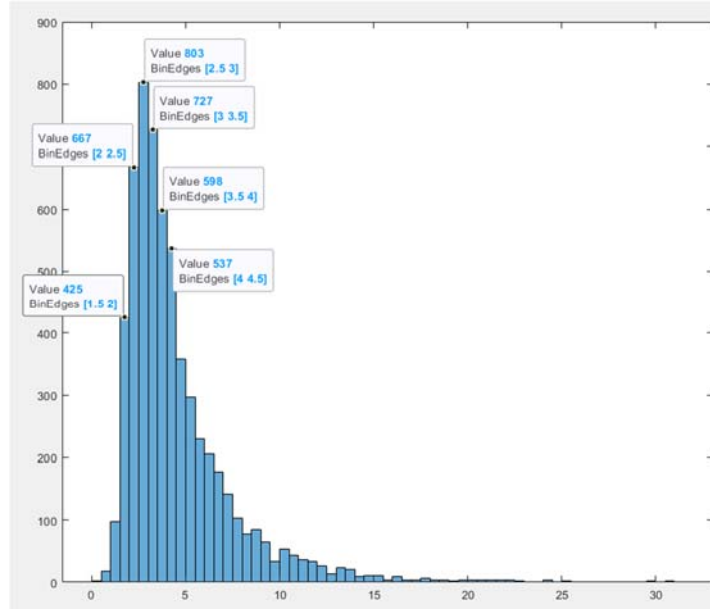 900
800
700
600
500
400
300
200
100
0
Value 803
BinEdges [2.5 3]
Value 727
BinEdges [3 3.5]
Value 667
BinEdges [2 2.5]
Value 598
BinEdges [3.5 4]
Value 537
BinEdges [4 4.5]
Value 425
BinEdges [1.5 2]
0 5 10 15 20 25 30